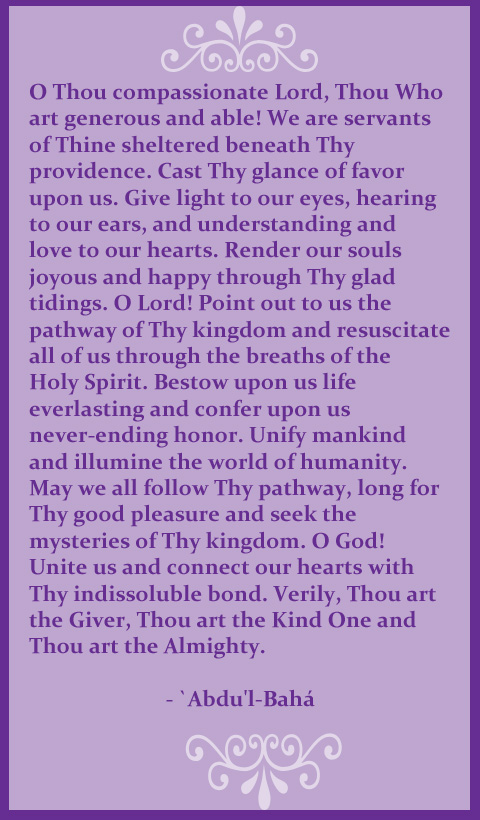 O Thou compassionate Lord, Thou Who
art generous and able! We are servants
of Thine sheltered beneath Thy
providence. Cast Thy glance of favor
upon us. Give light to our eyes, hearing
to our ears, and understanding and
love to our hearts. Render our souls
joyous and happy through Thy glad
tidings. O Lord! Point out to us the
pathway of Thy kingdom and resuscitate
all of us through the breaths of the
Holy Spirit. Bestow upon us life
everlasting and confer upon us
never-ending honor. Unify mankind
and illumine the world of humanity.
May we all follow Thy pathway, long for
Thy good pleasure and seek the
mysteries of Thy kingdom. O God!
Unite us and connect our hearts with
Thy indissoluble bond. Verily, Thou art
the Giver, Thou art the Kind One and
Thou art the Almighty.
- `Abdu'l-Bahá